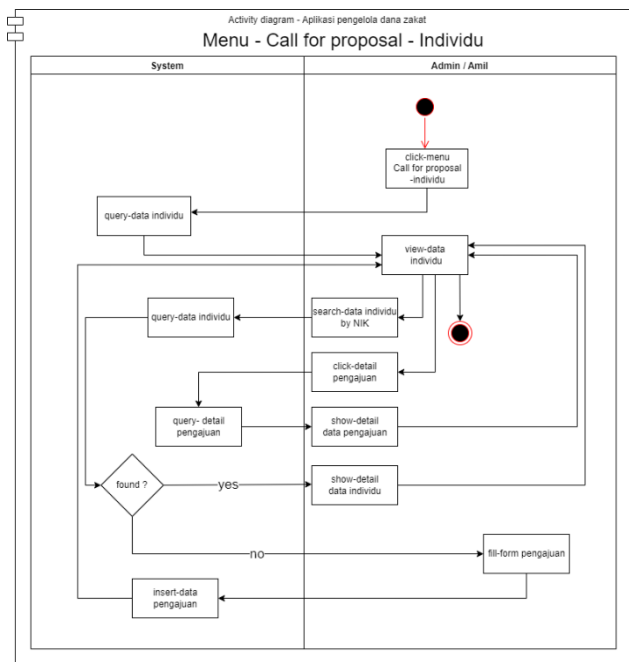 Activity diagram - Aplikasi pengelola dana zakat
Menu - Call for proposal - Individu
System
Admin / Amil
click-menu
Call for proposal
-individu
query-data individu
view-data
individu
query-data individu
search-data individu
by NIK
click-detail
pengajuan
query- detail
pengajuan
show-detail
data pengajuan
found ?
yes
show-detail
data individu
no
fill-form pengajuan
insert-data
pengajuan